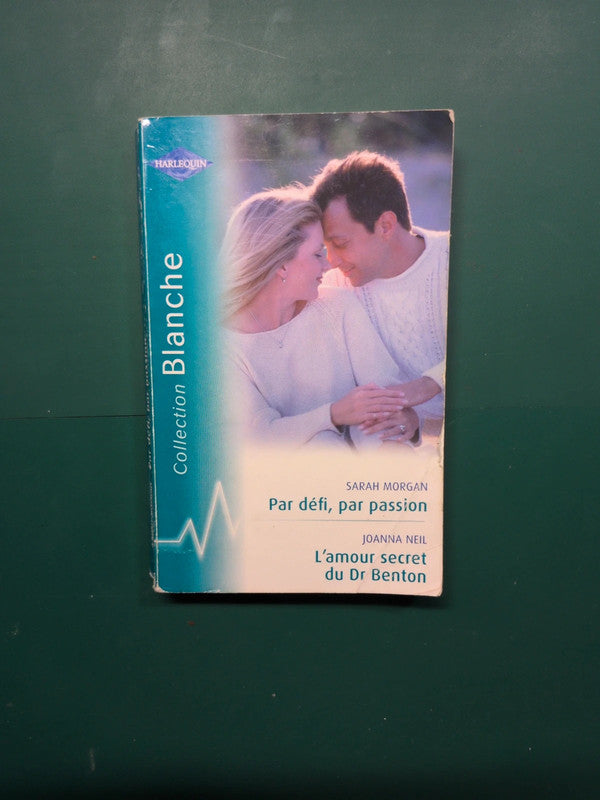 HARLEQUIN
Collection Blanche
SARAH MORGAN
Par défi, par passion
JOANNA NEIL
L'amour secret
du Dr Benton